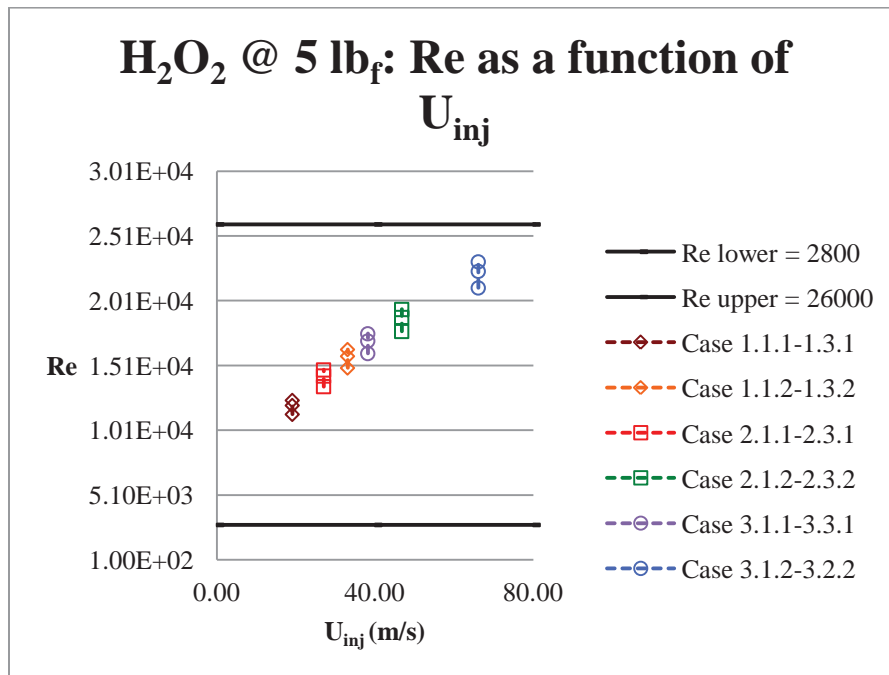 H₂O₂ @ 5 lb_f: Re as a function of
U_inj
3.01E+04
2.51E+04
2.01E+04
1.51E+04
1.01E+04
5.10E+03
1.00E+02
Re
0.00 40.00 80.00
U_inj (m/s)
Re lower = 2800
Re upper = 26000
Case 1.1.1-1.3.1
Case 1.1.2-1.3.2
Case 2.1.1-2.3.1
Case 2.1.2-2.3.2
Case 3.1.1-3.3.1
Case 3.1.2-3.2.2